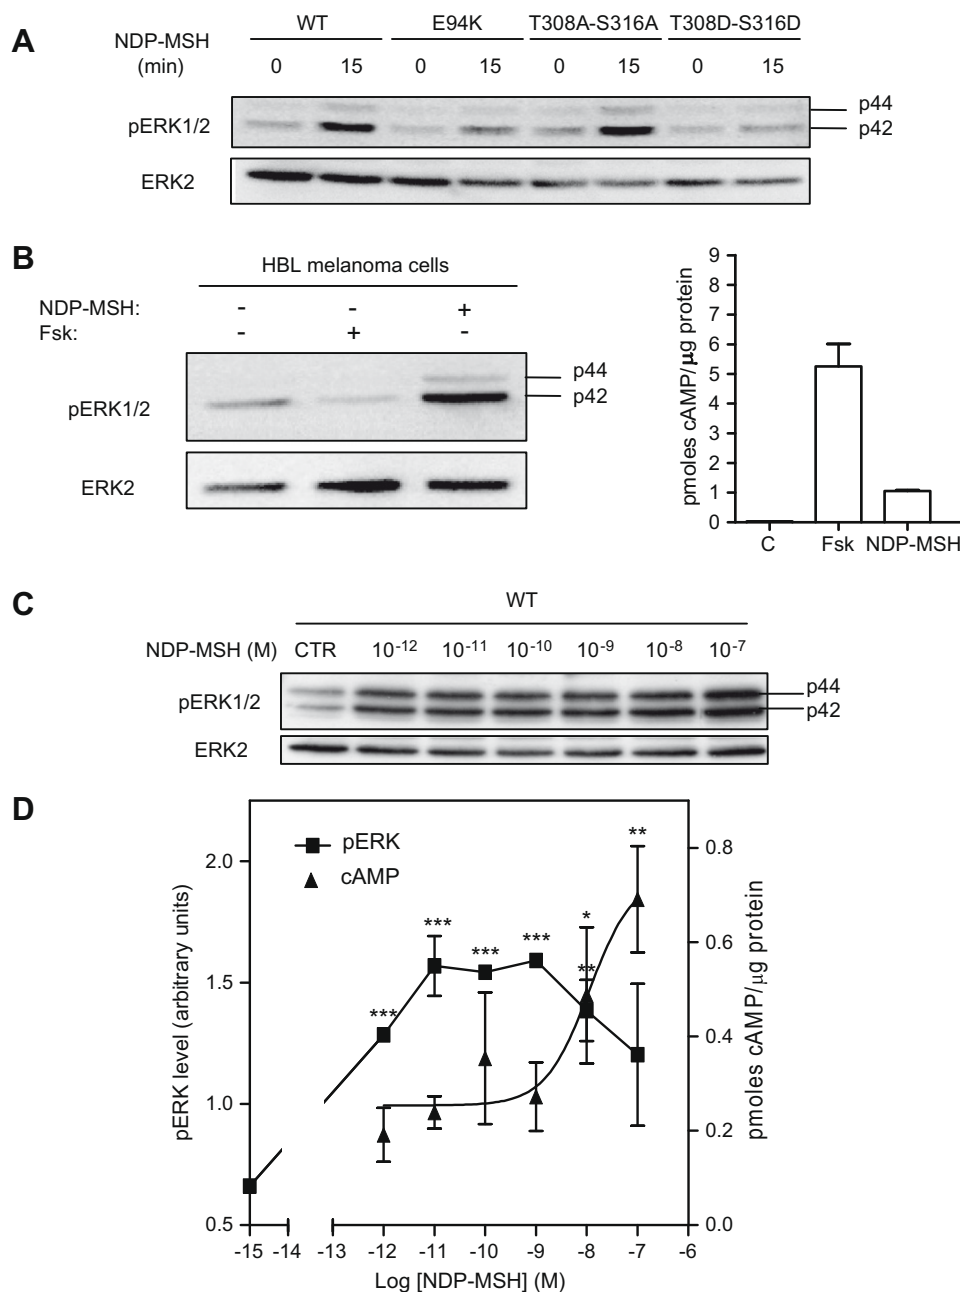 A
NDP-MSH
(min)
WT E94K T308A-S316A T308D-S316D
0 15 0 15 0 15 0 15
pERK1/2
p44
p42
ERK2
B
HBL melanoma cells
NDP-MSH: - - +
Fsk: - + -
pERK1/2
p44
p42
ERK2
pmoles cAMP/µg protein
9
8
7
6
5
4
3
2
1
0
C Fsk NDP-MSH
C
WT
NDP-MSH (M) CTR 10-12 10-11 10-10 10-9 10-8 10-7
pERK1/2
p44
p42
ERK2
D
pERK
cAMP
pERK level (arbitrary units)
2.0
1.5
1.0
0.5
*** *** *** *** * ** **
0.8
0.6
0.4
0.2
0.0
pmoles cAMP/µg protein
-15 -14 -13 -12 -11 -10 -9 -8 -7 -6
Log [NDP-MSH] (M)